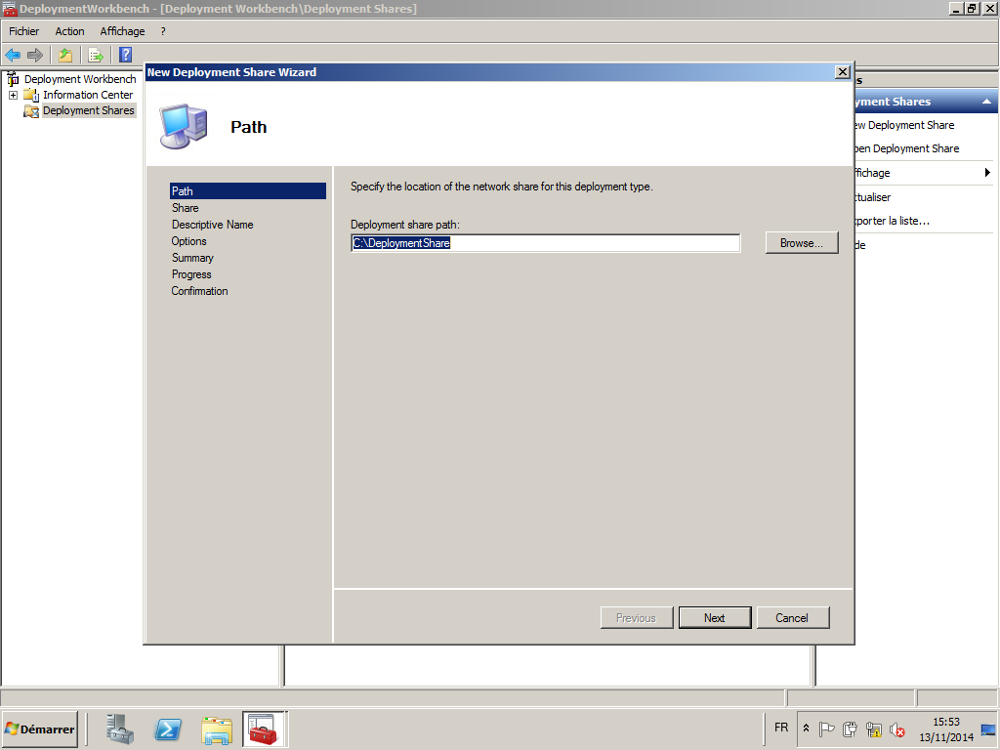 DeploymentWorkbench - [Deployment Workbench\Deployment Shares]
Fichier Action Affichage ?
Deployment Workbench
Information Center
Deployment Shares
New Deployment Share Wizard
Path
Path
Share
Descriptive Name
Options
Summary
Progress
Confirmation
Specify the location of the network share for this deployment type.
Deployment share path:
C:\DeploymentShare
Browse...
Previous Next Cancel
s
yment Shares
ew Deployment Share
pen Deployment Share
ffichage
ctualiser
xporter la liste...
de
Démarrer
FR
15:53
13/11/2014